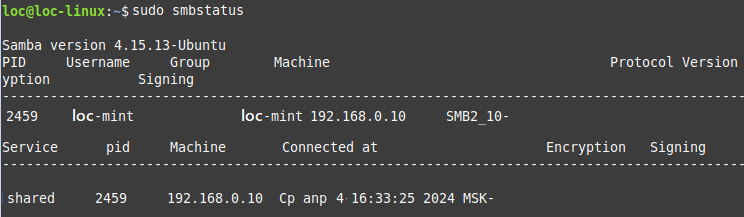 loc@loc-linux:~$ sudo smbstatus
Samba version 4.15.13-Ubuntu
PID Username Group Machine Protocol Version
yption Signing
----------------------------------------------------------------------------------------
2459 loc-mint loc-mint 192.168.0.10 SMB2_10-
Service pid Machine Connected at Encryption Signing
----------------------------------------------------------------------------------------
shared 2459 192.168.0.10 Ср апр 4 16:33:25 2024 MSK-